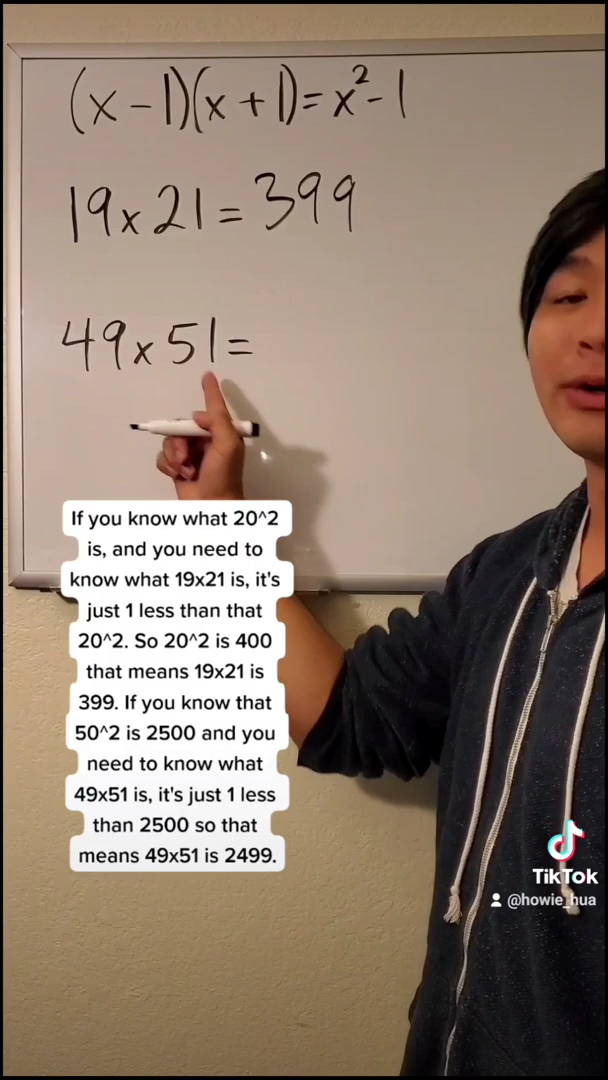 (x-1)(x+1)=x²-1
19x21=399
49x51=
If you know what 20^2
is, and you need to
know what 19x21 is, it's
just 1 less than that
20^2. So 20^2 is 400
that means 19x21 is
399. If you know that
50^2 is 2500 and you
need to know what
49x51 is, it's just 1 less
than 2500 so that
means 49x51 is 2499.
TikTok
@howie_hua